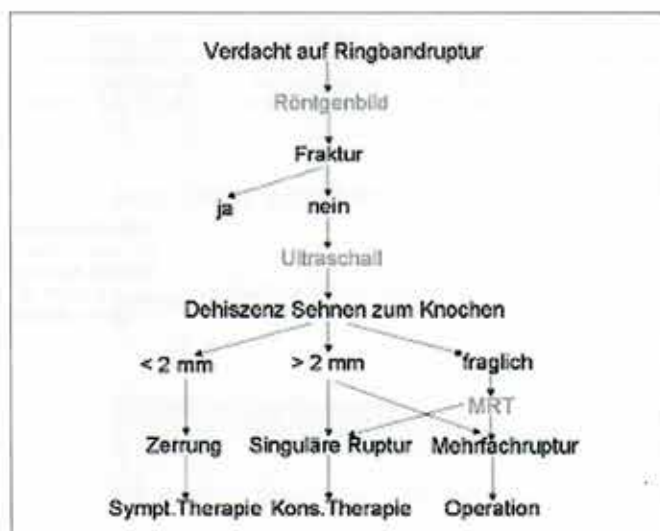 Verdacht auf Ringbandruptur
Röntgenbild
Fraktur
ja nein
Ultraschall
Dehiszenz Sehnen zum Knochen
< 2 mm > 2 mm fraglich
MRT
Zerrung Singuläre Ruptur Mehrfachruptur
Sympt.Therapie Kons.Therapie Operation